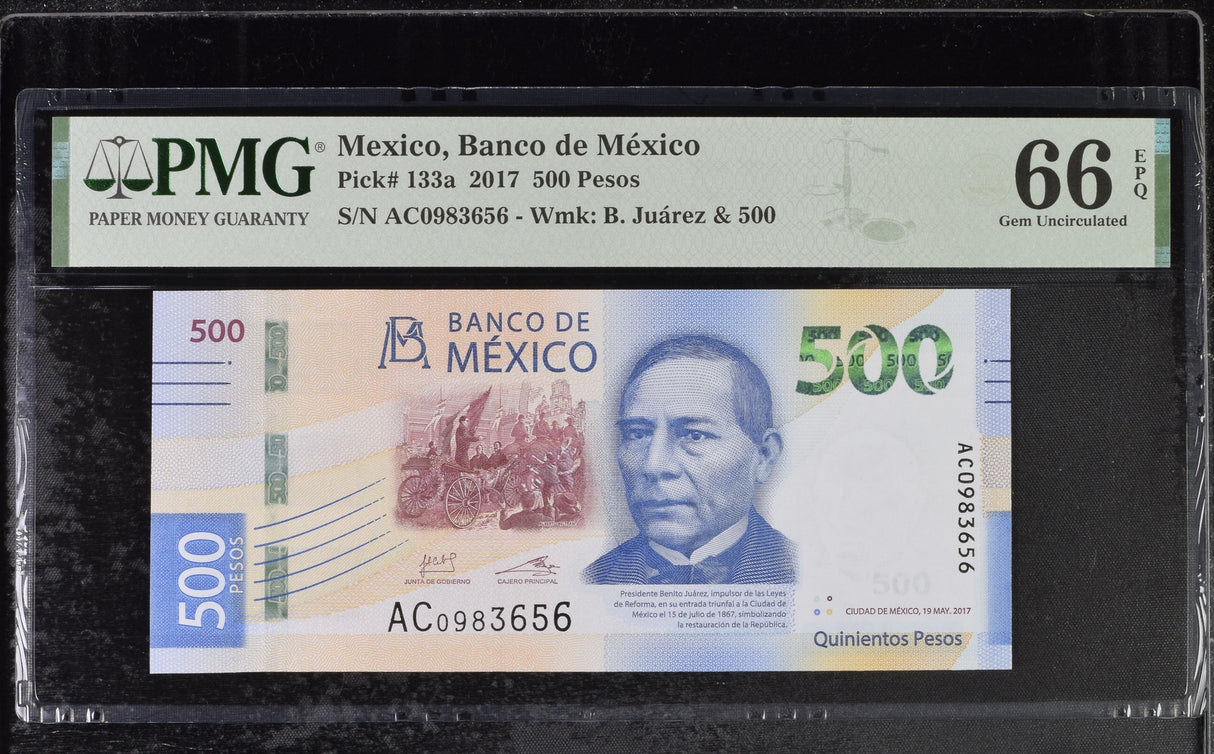 PMG®
PAPER MONEY GUARANTY
Mexico, Banco de México
Pick# 133a 2017 500 Pesos
S/N AC0983656 - Wmk: B. Juárez & 500
66
EPQ
Gem Uncirculated
500
BM
BANCO DE
MÉXICO
500
AC0983656
500 PESOS
JUNTA DE GOBIERNO
CAJERO PRINCIPAL
AC0983656
Presidente Benito Juárez, impulsor de las Leyes
de Reforma, en su entrada triunfal a la Ciudad de
México el 15 de julio de 1867, simbolizando
la restauración de la República.
500
CIUDAD DE MÉXICO, 19 MAY. 2017
Quinientos Pesos